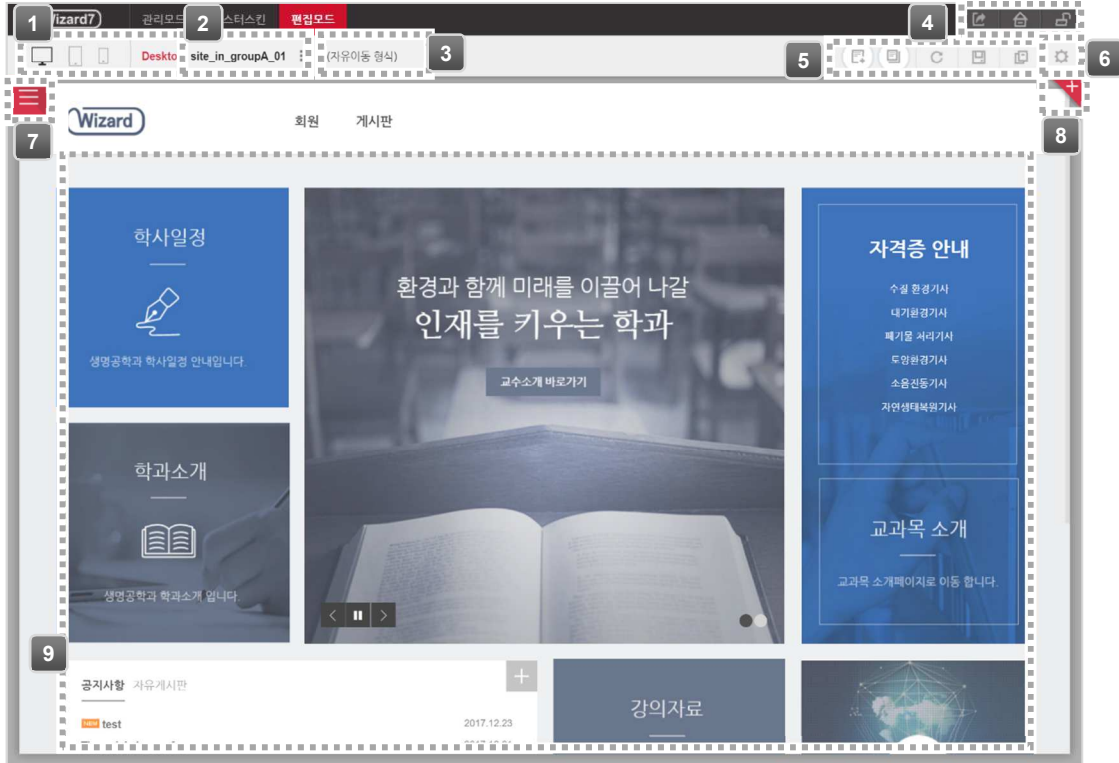 1
izard7
관리모드
2
스터스킨
편집모드
4
Deskto
site_in_groupA_01
(자유이동 형식)
3
5
6
7
Wizard
회원
게시판
8
학사일정
생명공학과 학사일정 안내입니다.
환경과 함께 미래를 이끌어 나갈
인재를 키우는 학과
교수소개 바로가기
자격증 안내
수질 환경기사
대기환경기사
폐기물 처리기사
토양환경기사
소음진동기사
자연생태복원기사
학과소개
생명공학과 학과소개 입니다.
교과목 소개
교과목 소개페이지로 이동 합니다.
9
공지사항 자유게시판
NEW test
2017.12.23
강의자료